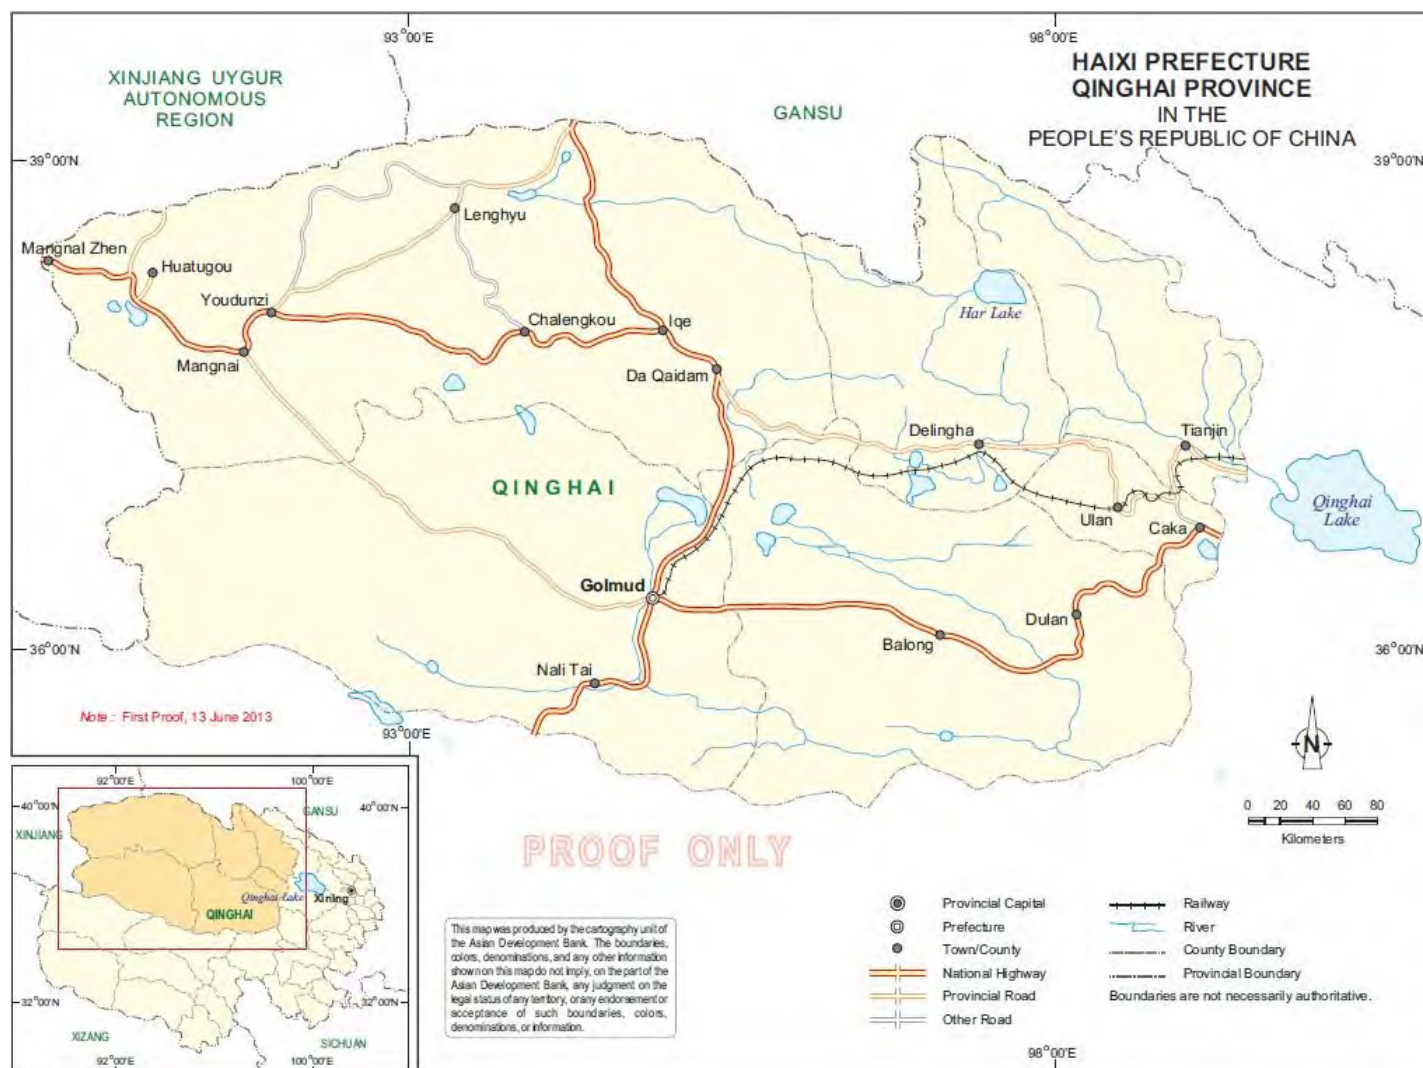 93°00'E
98°00'E
HAIXI PREFECTURE
QINGHAI PROVINCE
IN THE
PEOPLE'S REPUBLIC OF CHINA
XINJIANG UYGUR
AUTONOMOUS
REGION
GANSU
39°00'N
39°00'N
Lenghyu
Mangnal Zhen
Huatugou
Youdunzi
Chalengkou
Iqe
Har Lake
Mangnai
Da Qaidam
Delingha
Tianjin
QINGHAI
Qinghai
Lake
Ulan
Caka
Golmud
Dulan
Balong
36°00'N
36°00'N
Nali Tai
Note : First Proof, 13 June 2013
93°00'E
N
0 20 40 60 80
Kilometers
92°00'E
100°00'E
40°00'N
40°00'N
GANSU
XINJIANG
Qinghai Lake
Xining
QINGHAI
32°00'N
32°00'N
XIZANG
SICHUAN
92°00'E
100°00'E
PROOF ONLY
This map was produced by the cartography unit of
the Asian Development Bank. The boundaries,
colors, denominations, and any other information
shown on this map do not imply, on the part of the
Asian Development Bank, any judgment on the
legal status of any territory, or any endorsement or
acceptance of such boundaries, colors,
denominations, or information.
Provincial Capital
Prefecture
Town/County
National Highway
Provincial Road
Other Road
Railway
River
County Boundary
Provincial Boundary
Boundaries are not necessarily authoritative.
98°00'E